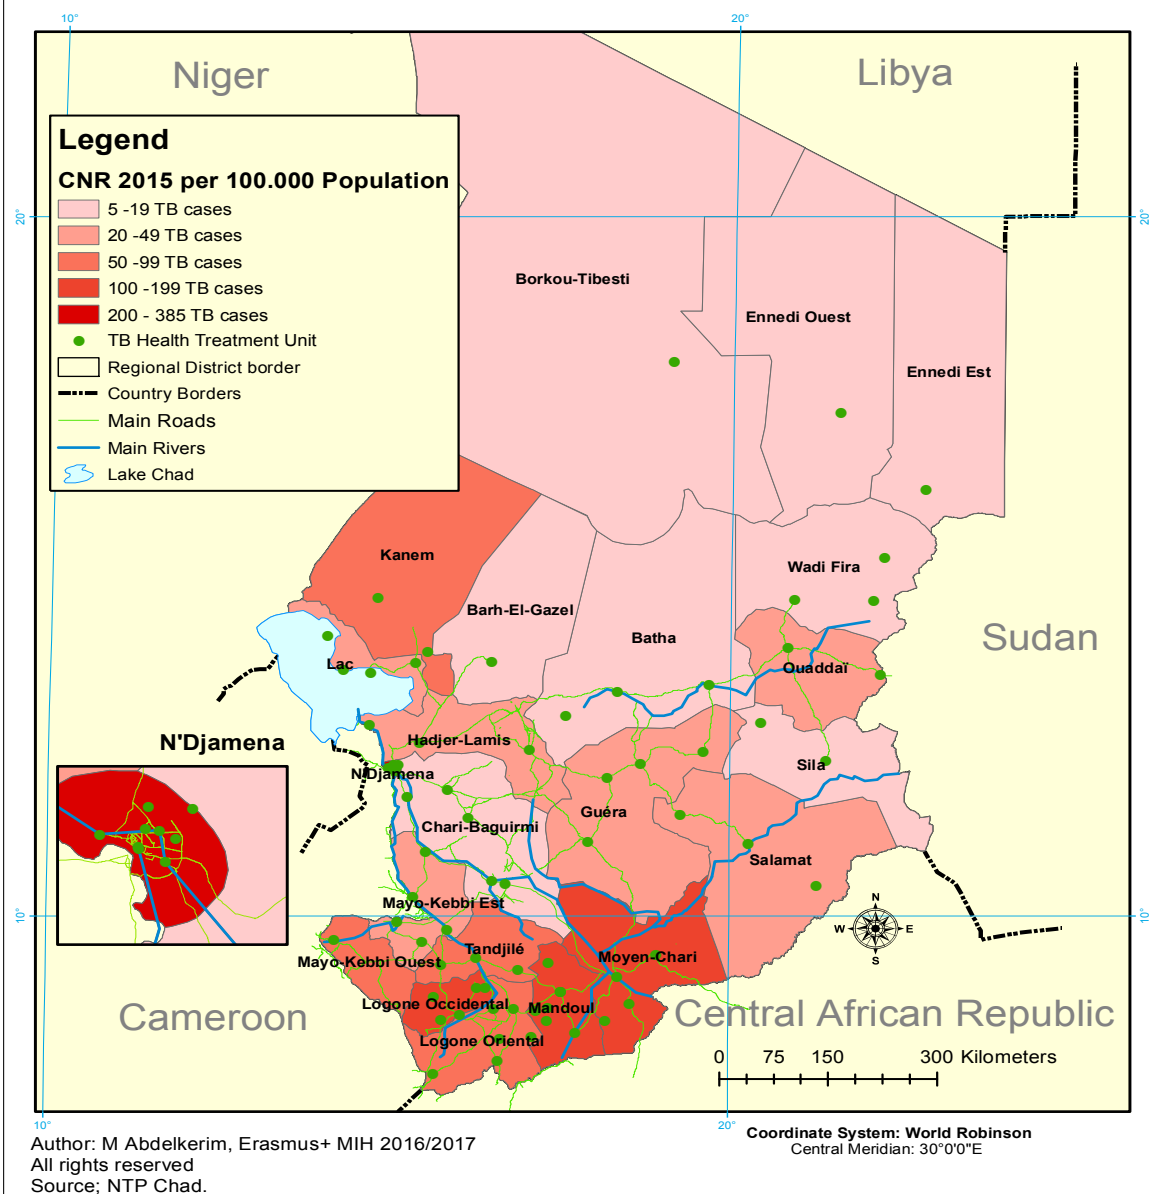 10°
20°
Niger
Libya
Legend
CNR 2015 per 100.000 Population
5 -19 TB cases
20 -49 TB cases
50 -99 TB cases
100 -199 TB cases
200 - 385 TB cases
TB Health Treatment Unit
Regional District border
Country Borders
Main Roads
Main Rivers
Lake Chad
20°
20°
Borkou-Tibesti
Ennedi Ouest
Ennedi Est
Kanem
Wadi Fira
Barh-El-Gazel
Batha
Sudan
Lac
Ouaddaï
N'Djamena
Hadjer-Lamis
Sila
N'Djamena
Guéra
Chari-Baguirmi
Salamat
Mayo-Kebbi Est
N
W
E
S
10°
10°
Tandjilé
Moyen-Chari
Mayo-Kebbi Ouest
Logone Occidental
Mandoul
Cameroon
Central African Republic
Logone Oriental
0 75 150 300 Kilometers
10°
20°
Author: M Abdelkerim, Erasmus+ MIH 2016/2017
All rights reserved
Source; NTP Chad.
Coordinate System: World Robinson
Central Meridian: 30°0'0"E